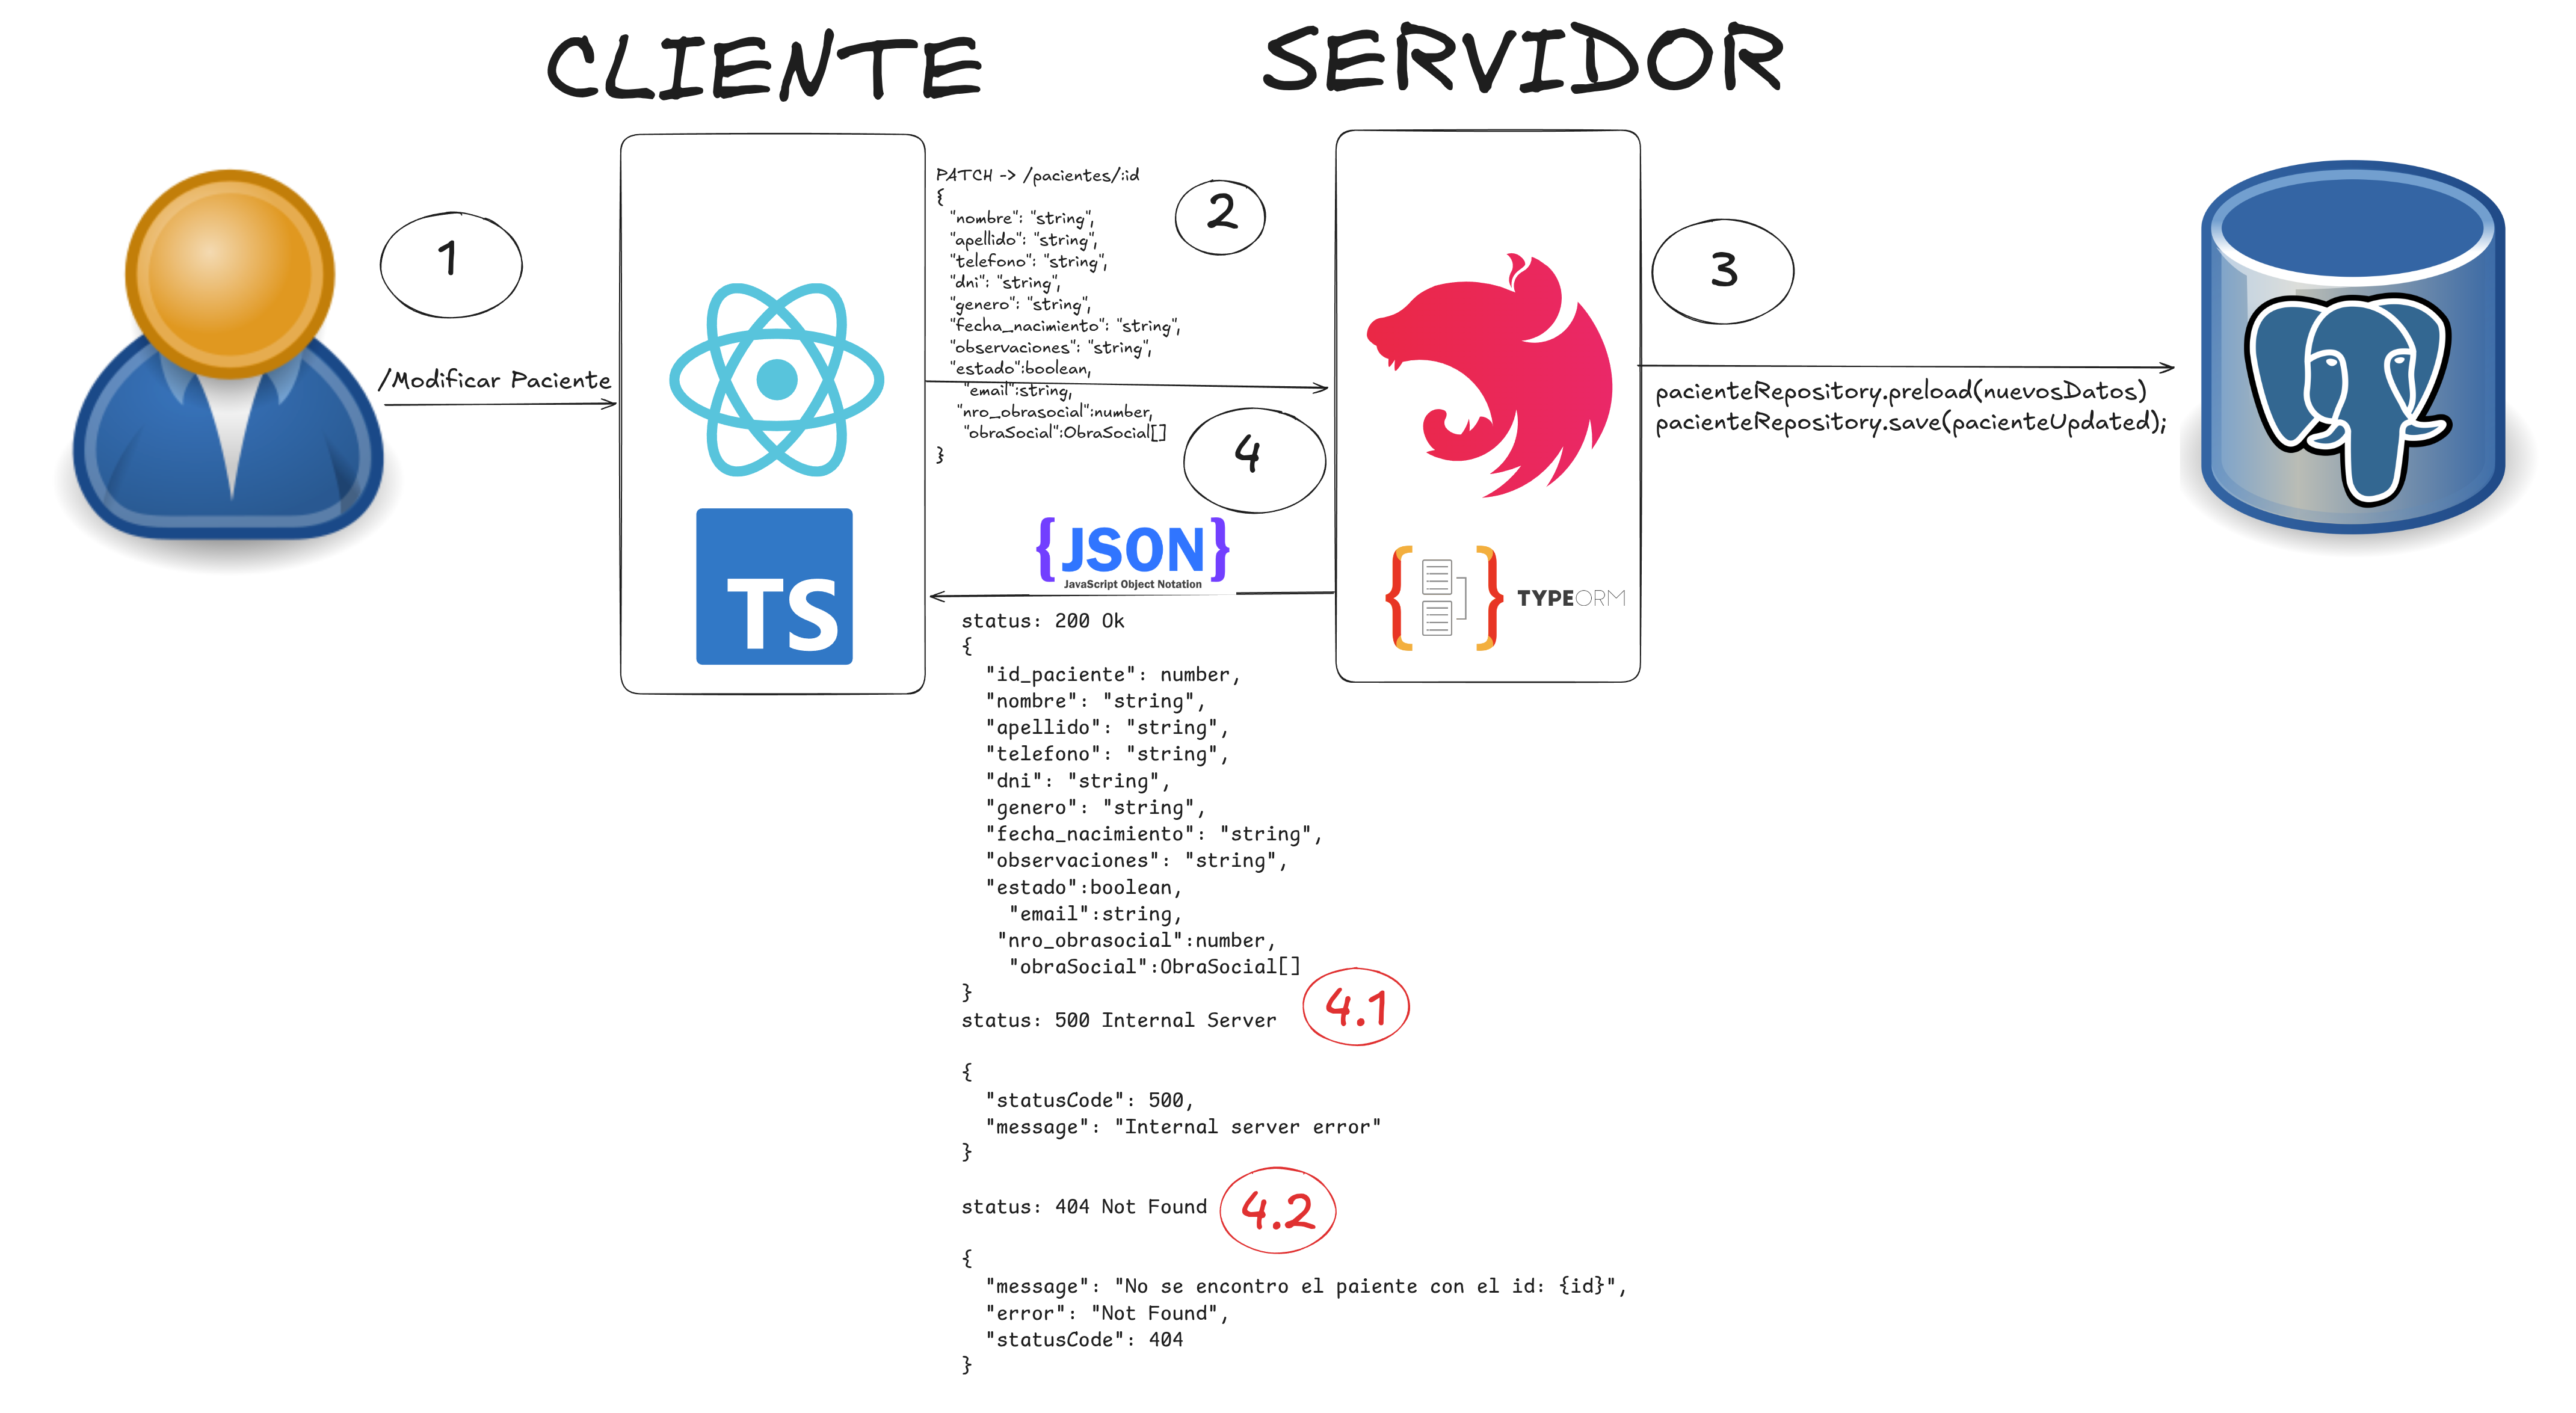 CLIENTE
SERVIDOR
1
/Modificar Paciente
TS
PATCH -> /pacientes/:id
{
"nombre": "string",
"apellido": "string",
"telefono": "string",
"dni": "string",
"genero": "string",
"fecha_nacimiento": "string",
"observaciones": "string",
"estado":boolean,
"email":string,
"nro_obrasocial":number,
"obraSocial":ObraSocial[]
}
2
TYPEORM
3
pacienteRepository.preload(nuevosDatos)
pacienteRepository.save(pacienteUpdated);
4
{JSON}
JavaScript Object Notation
status: 200 Ok
{
"id_paciente": number,
"nombre": "string",
"apellido": "string",
"telefono": "string",
"dni": "string",
"genero": "string",
"fecha_nacimiento": "string",
"observaciones": "string",
"estado":boolean,
"email":string,
"nro_obrasocial":number,
"obraSocial":ObraSocial[]
}
4.1
status: 500 Internal Server
{
"statusCode": 500,
"message": "Internal server error"
}
status: 404 Not Found
4.2
{
"message": "No se encontro el paiente con el id: {id}",
"error": "Not Found",
"statusCode": 404
}